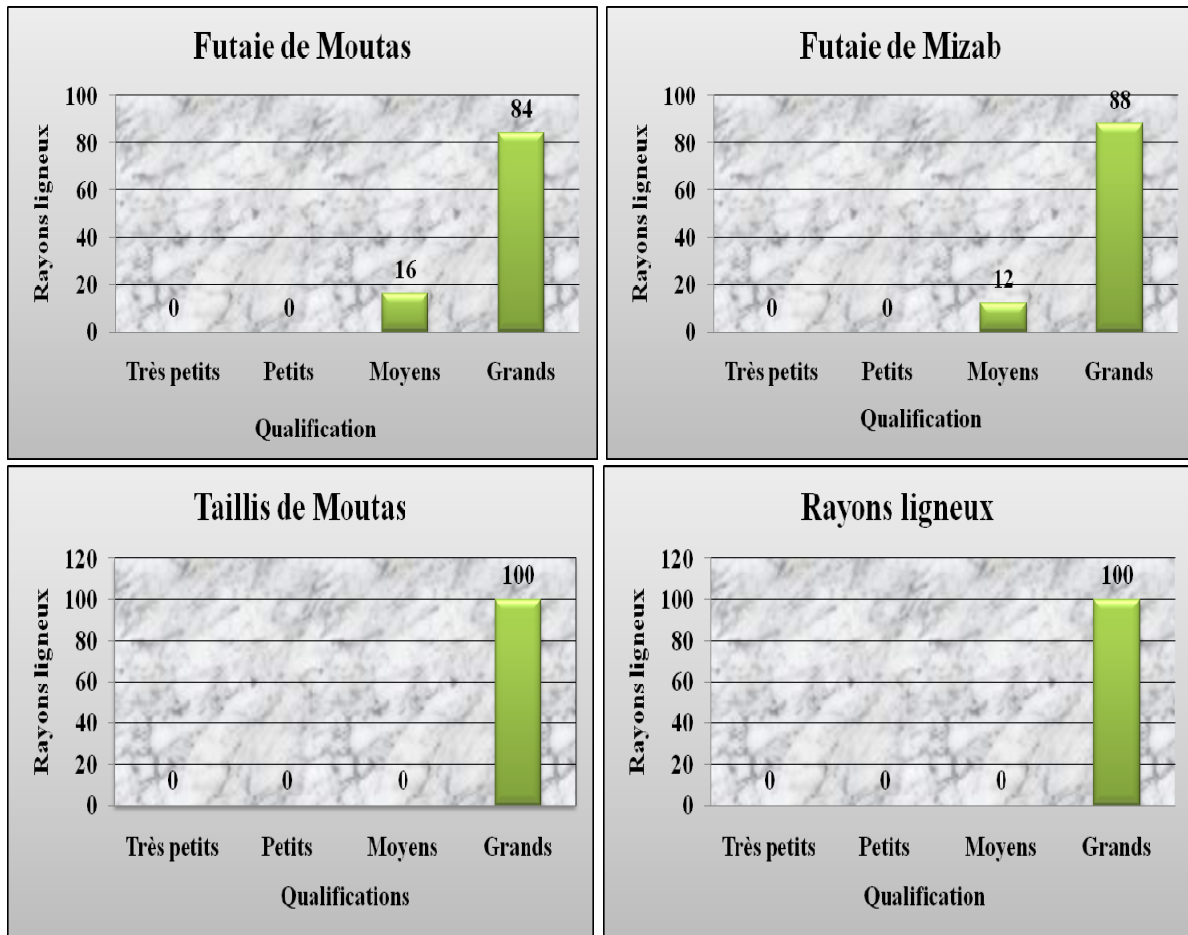 Futaie de Moutas
Rayons ligneux
100
80
60
40
20
0
0
0
16
84
Très petits Petits Moyens Grands
Qualification
Futaie de Mizab
Rayons ligneux
100
80
60
40
20
0
0
0
12
88
Très petits Petits Moyens Grands
Qualification
Taillis de Moutas
Rayons ligneux
120
100
80
60
40
20
0
0
0
0
100
Très petits Petits Moyens Grands
Qualifications
Rayons ligneux
Rayons ligneux
120
100
80
60
40
20
0
0
0
0
100
Très petits Petits Moyens Grands
Qualification